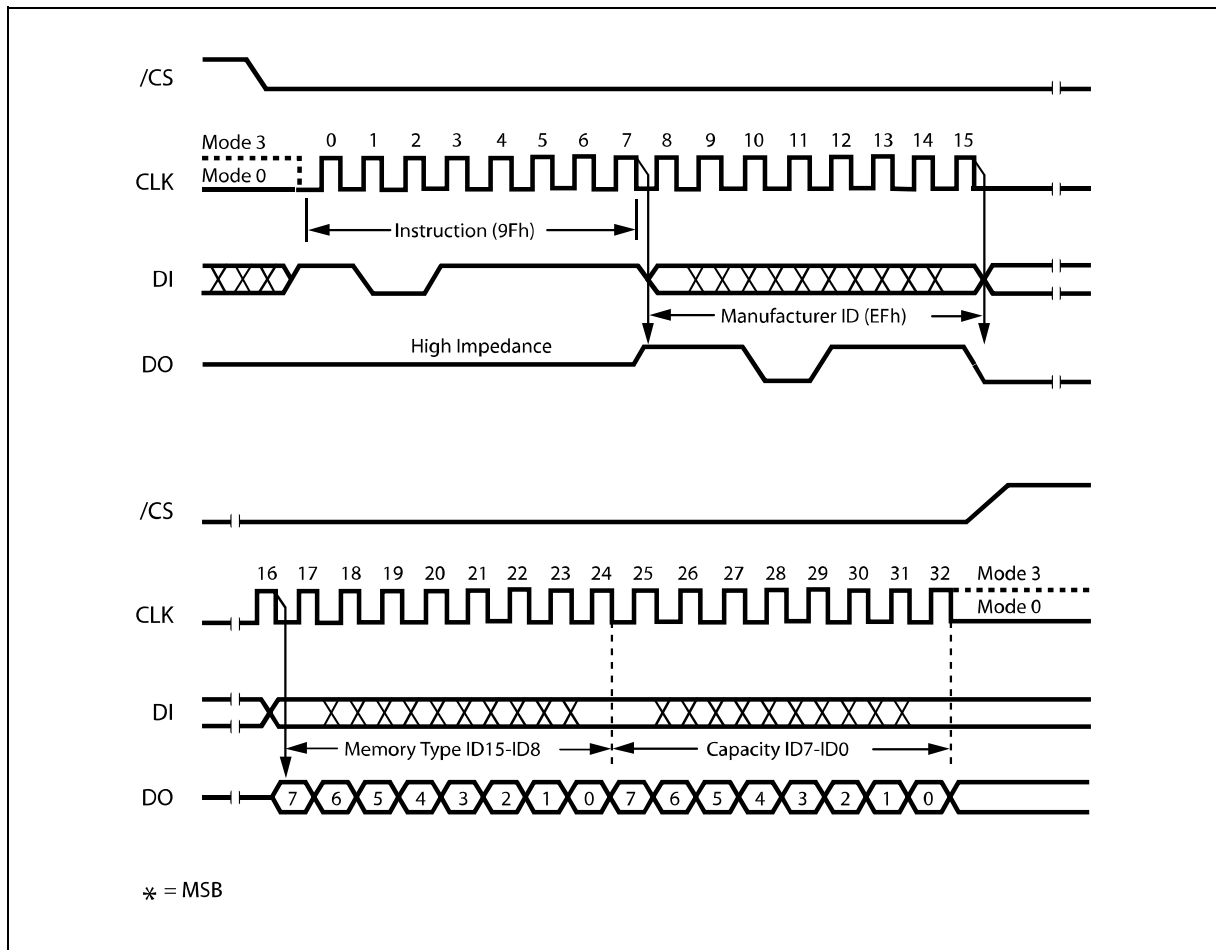 /CS
Mode 3
0 1 2 3 4 5 6 7 8 9 10 11 12 13 14 15
Mode 0
CLK
Instruction (9Fh)
DI
Manufacturer ID (EFh)
High Impedance
DO
/CS
16 17 18 19 20 21 22 23 24 25 26 27 28 29 30 31 32
Mode 3
CLK
Mode 0
DI
Memory Type ID15-ID8
Capacity ID7-ID0
DO
7 6 5 4 3 2 1 0 7 6 5 4 3 2 1 0
* = MSB